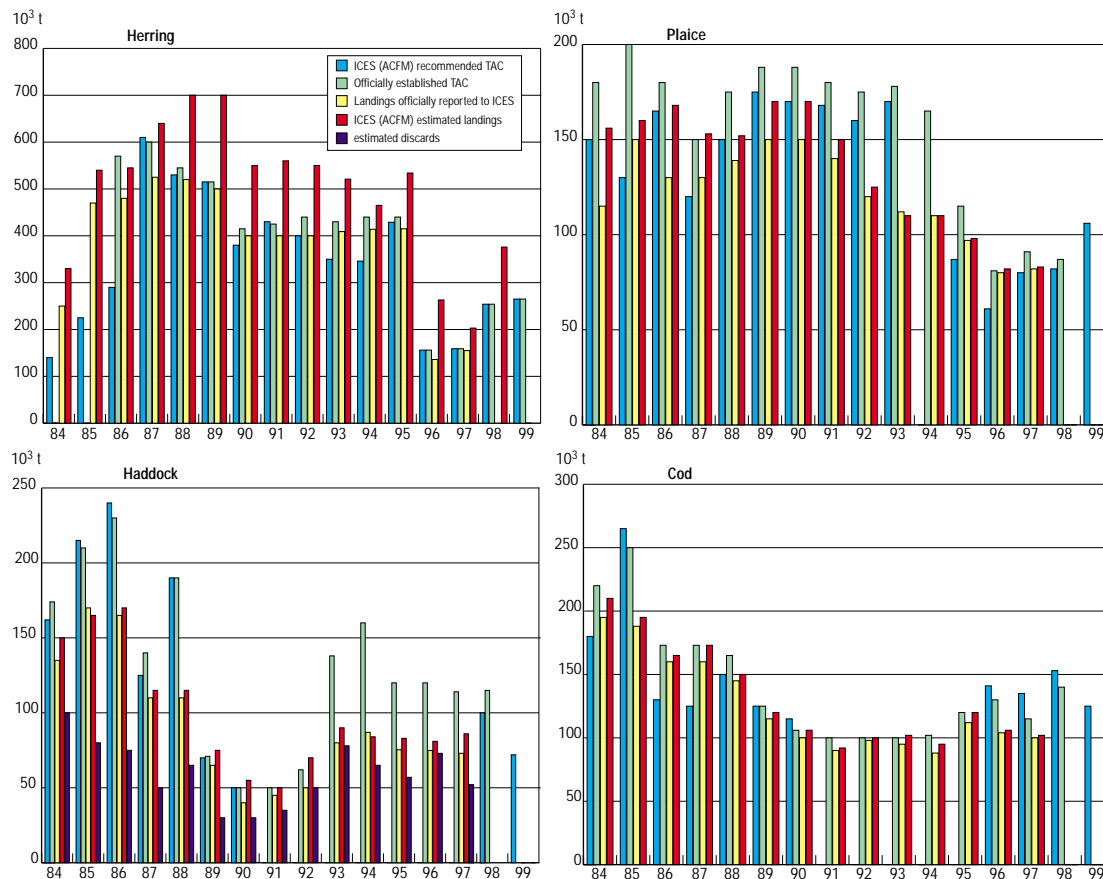 10³ t
Herring
800
700
600
500
400
300
200
100
0
84 85 86 87 88 89 90 91 92 93 94 95 96 97 98 99
ICES (ACFM) recommended TAC
Officially established TAC
Landings officially reported to ICES
ICES (ACFM) estimated landings
estimated discards
10³ t
Plaice
200
150
100
50
0
84 85 86 87 88 89 90 91 92 93 94 95 96 97 98 99
10³ t
Haddock
250
200
150
100
50
0
84 85 86 87 88 89 90 91 92 93 94 95 96 97 98 99
10³ t
Cod
300
250
200
150
100
50
0
84 85 86 87 88 89 90 91 92 93 94 95 96 97 98 99